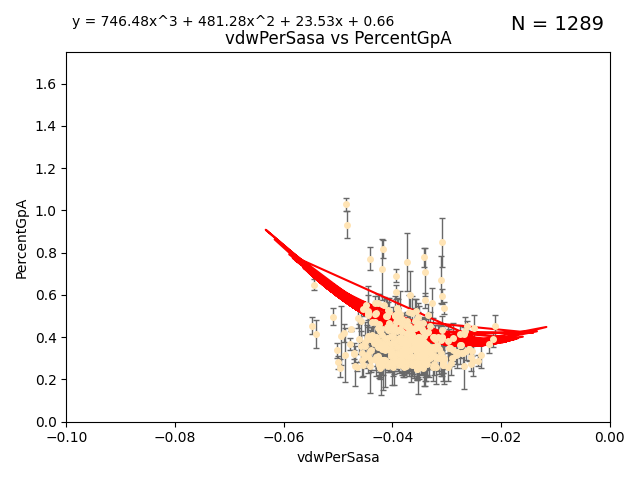 y = 746.48x^3 + 481.28x^2 + 23.53x + 0.66
N = 1289
vdwPerSasa vs PercentGpA
PercentGpA
1.6
1.4
1.2
1.0
0.8
0.6
0.4
0.2
0.0
−0.10 −0.08 −0.06 −0.04 −0.02 0.00
vdwPerSasa